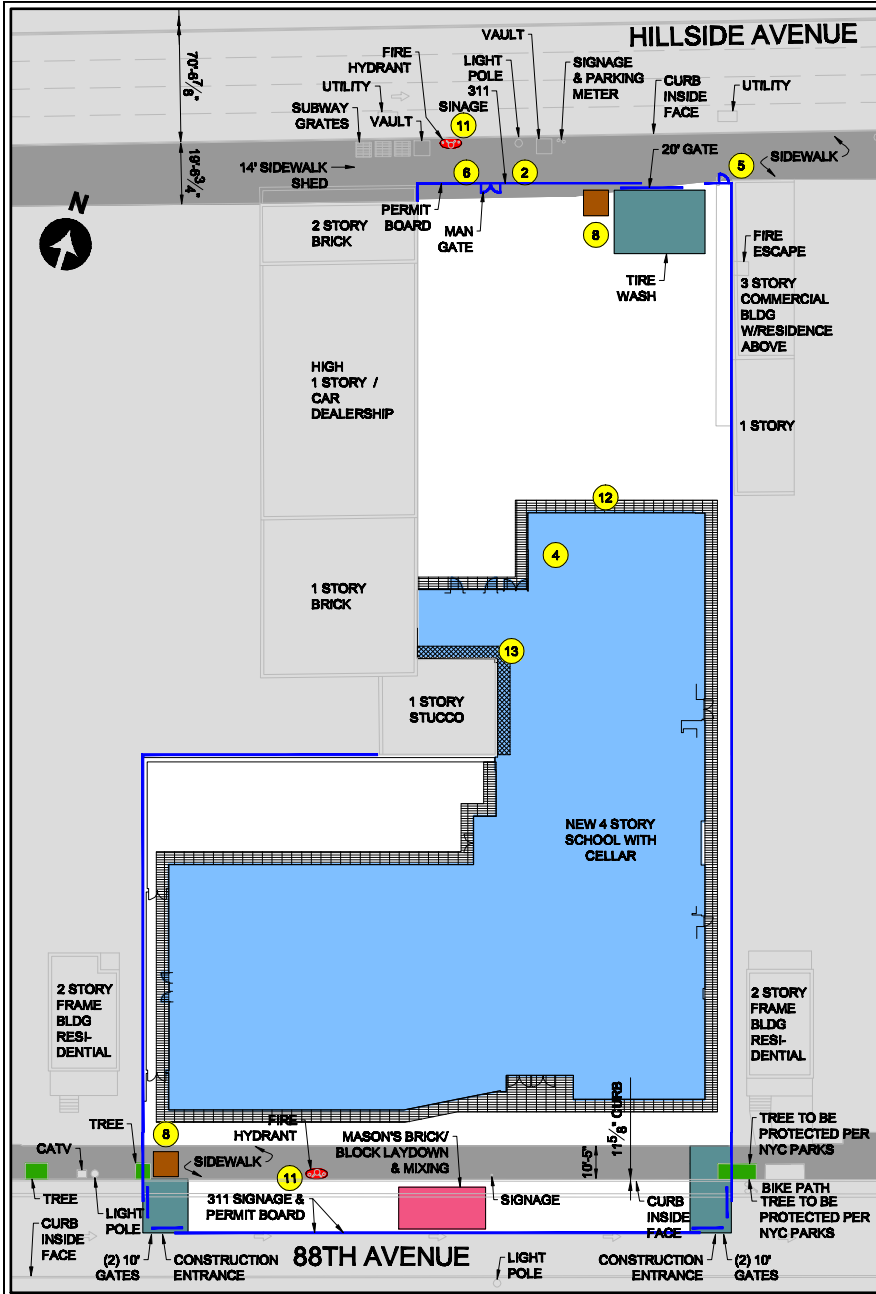 HILLSIDE AVENUE
70'-6⅞"
FIRE
HYDRANT
VAULT
LIGHT
POLE
311
SINAGE
SIGNAGE
& PARKING
METER
CURB
INSIDE
FACE
UTILITY
UTILITY
SUBWAY
GRATES
VAULT
11
20' GATE
5
SIDEWALK
19'-8¾"
14' SIDEWALK
SHED
6
2
N
PERMIT
BOARD
MAN
GATE
8
2 STORY
BRICK
TIRE
WASH
FIRE
ESCAPE
3 STORY
COMMERCIAL
BLDG
W/RESIDENCE
ABOVE
HIGH
1 STORY /
CAR
DEALERSHIP
1 STORY
12
4
1 STORY
BRICK
13
1 STORY
STUCCO
NEW 4 STORY
SCHOOL WITH
CELLAR
2 STORY
FRAME
BLDG
RESI-
DENTIAL
2 STORY
FRAME
BLDG
RESI-
DENTIAL
TREE
8
FIRE
HYDRANT
MASON'S BRICK/
BLOCK LAYDOWN
& MIXING
10'-5"
11⅝" CURB
TREE TO BE
PROTECTED PER
NYC PARKS
CATV
SIDEWALK
11
TREE
LIGHT
POLE
311 SIGNAGE &
PERMIT BOARD
SIGNAGE
CURB
INSIDE
FACE
BIKE PATH
TREE TO BE
PROTECTED PER
NYC PARKS
CURB
INSIDE
FACE
(2) 10'
GATES
CONSTRUCTION
ENTRANCE
88TH AVENUE
LIGHT
POLE
CONSTRUCTION
ENTRANCE
(2) 10'
GATES